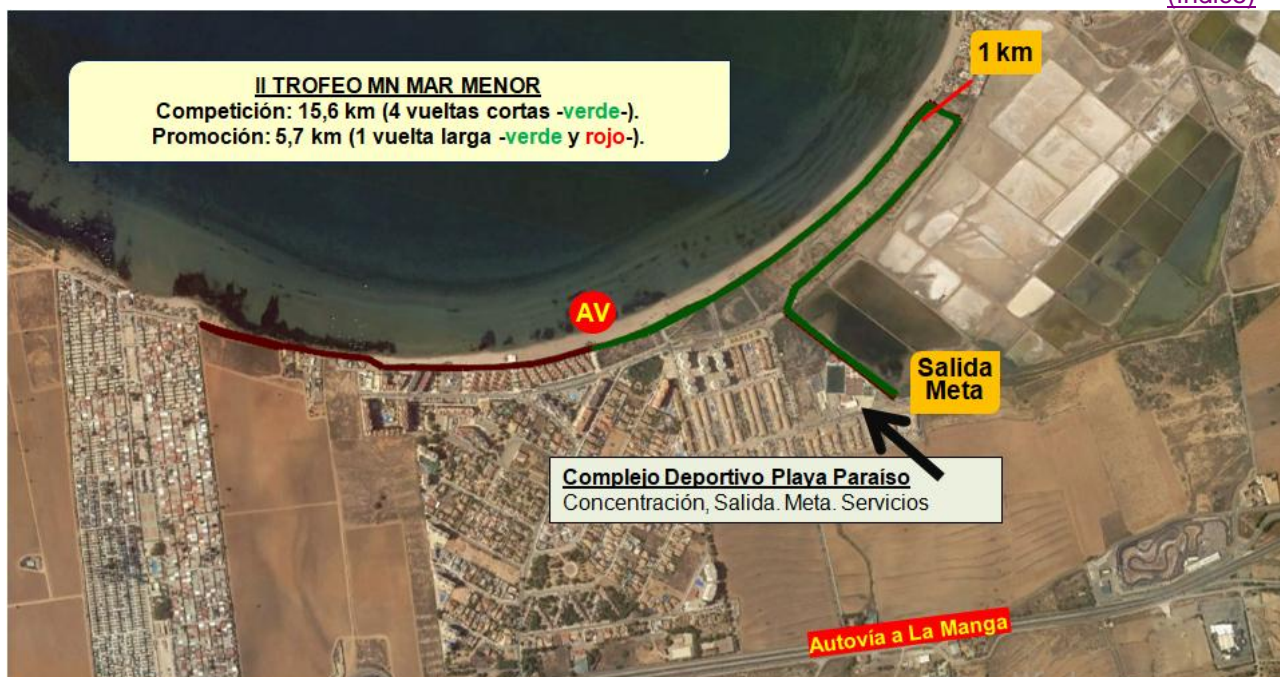 (Índice)
1 km
II TROFEO MN MAR MENOR
Competición: 15,6 km (4 vueltas cortas -verde-).
Promoción: 5,7 km (1 vuelta larga -verde y rojo-).
AV
Salida
Meta
Complejo Deportivo Playa Paraíso
Concentración, Salida. Meta. Servicios
Autovía a La Manga